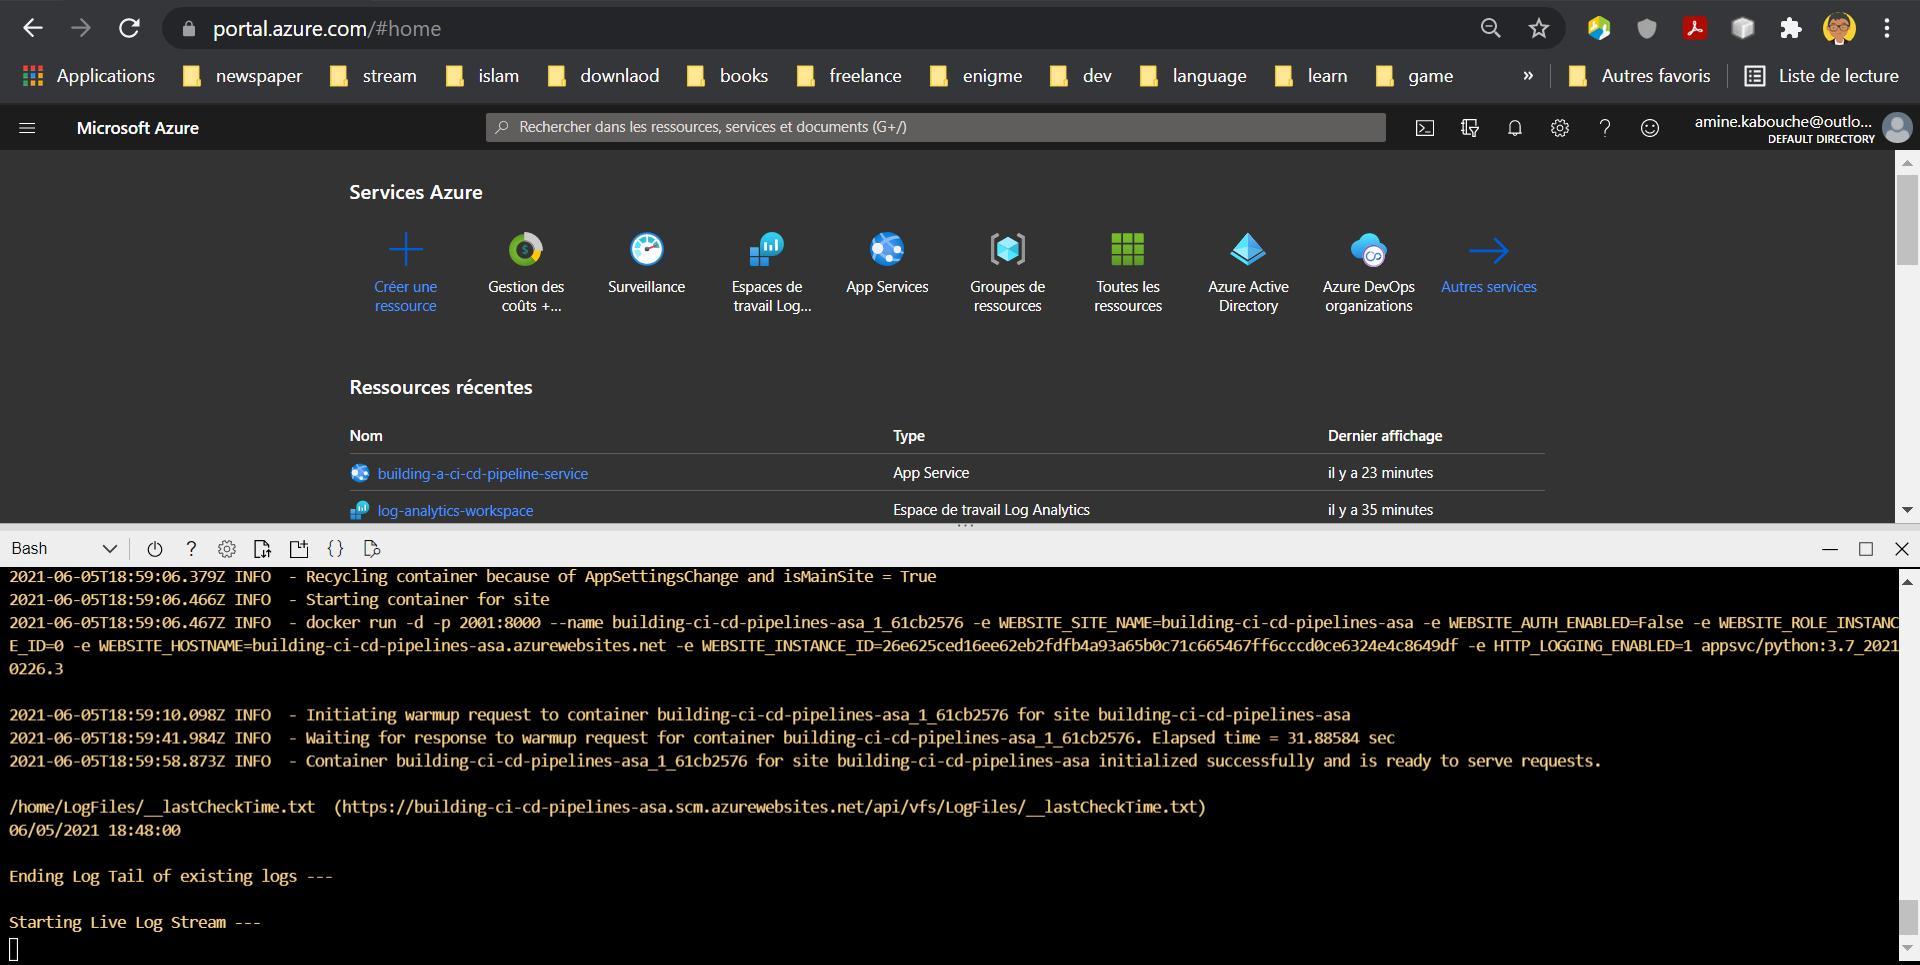 portal.azure.com/#home
Applications newspaper stream islam downlaod books freelance enigme dev language learn game » Autres favoris Liste de lecture
Microsoft Azure
Rechercher dans les ressources, services et documents (G+/)
amine.kabouche@outlo...
DEFAULT DIRECTORY
Services Azure
Créer une ressource
Gestion des coûts +...
Surveillance
Espaces de travail Log...
App Services
Groupes de ressources
Toutes les ressources
Azure Active Directory
Azure DevOps organizations
Autres services
Ressources récentes
Nom Type Dernier affichage
building-a-ci-cd-pipeline-service App Service il y a 23 minutes
log-analytics-workspace Espace de travail Log Analytics il y a 35 minutes
Bash
2021-06-05T18:59:06.379Z INFO  - Recycling container because of AppSettingsChange and isMainSite = True
2021-06-05T18:59:06.466Z INFO  - Starting container for site
2021-06-05T18:59:06.467Z INFO  - docker run -d -p 2001:8000 --name building-ci-cd-pipelines-asa_1_61cb2576 -e WEBSITE_SITE_NAME=building-ci-cd-pipelines-asa -e WEBSITE_AUTH_ENABLED=False -e WEBSITE_ROLE_INSTANC
E_ID=0 -e WEBSITE_HOSTNAME=building-ci-cd-pipelines-asa.azurewebsites.net -e WEBSITE_INSTANCE_ID=26e625ced16ee62eb2fdfb4a93a65b0c71c665467ff6cccd0ce6324e4c8649df -e HTTP_LOGGING_ENABLED=1 appsvc/python:3.7_2021
0226.3
2021-06-05T18:59:10.098Z INFO  - Initiating warmup request to container building-ci-cd-pipelines-asa_1_61cb2576 for site building-ci-cd-pipelines-asa
2021-06-05T18:59:41.984Z INFO  - Waiting for response to warmup request for container building-ci-cd-pipelines-asa_1_61cb2576. Elapsed time = 31.88584 sec
2021-06-05T18:59:58.873Z INFO  - Container building-ci-cd-pipelines-asa_1_61cb2576 for site building-ci-cd-pipelines-asa initialized successfully and is ready to serve requests.
/home/LogFiles/__lastCheckTime.txt  (https://building-ci-cd-pipelines-asa.scm.azurewebsites.net/api/vfs/LogFiles/__lastCheckTime.txt)
06/05/2021 18:48:00
Ending Log Tail of existing logs ---
Starting Live Log Stream ---